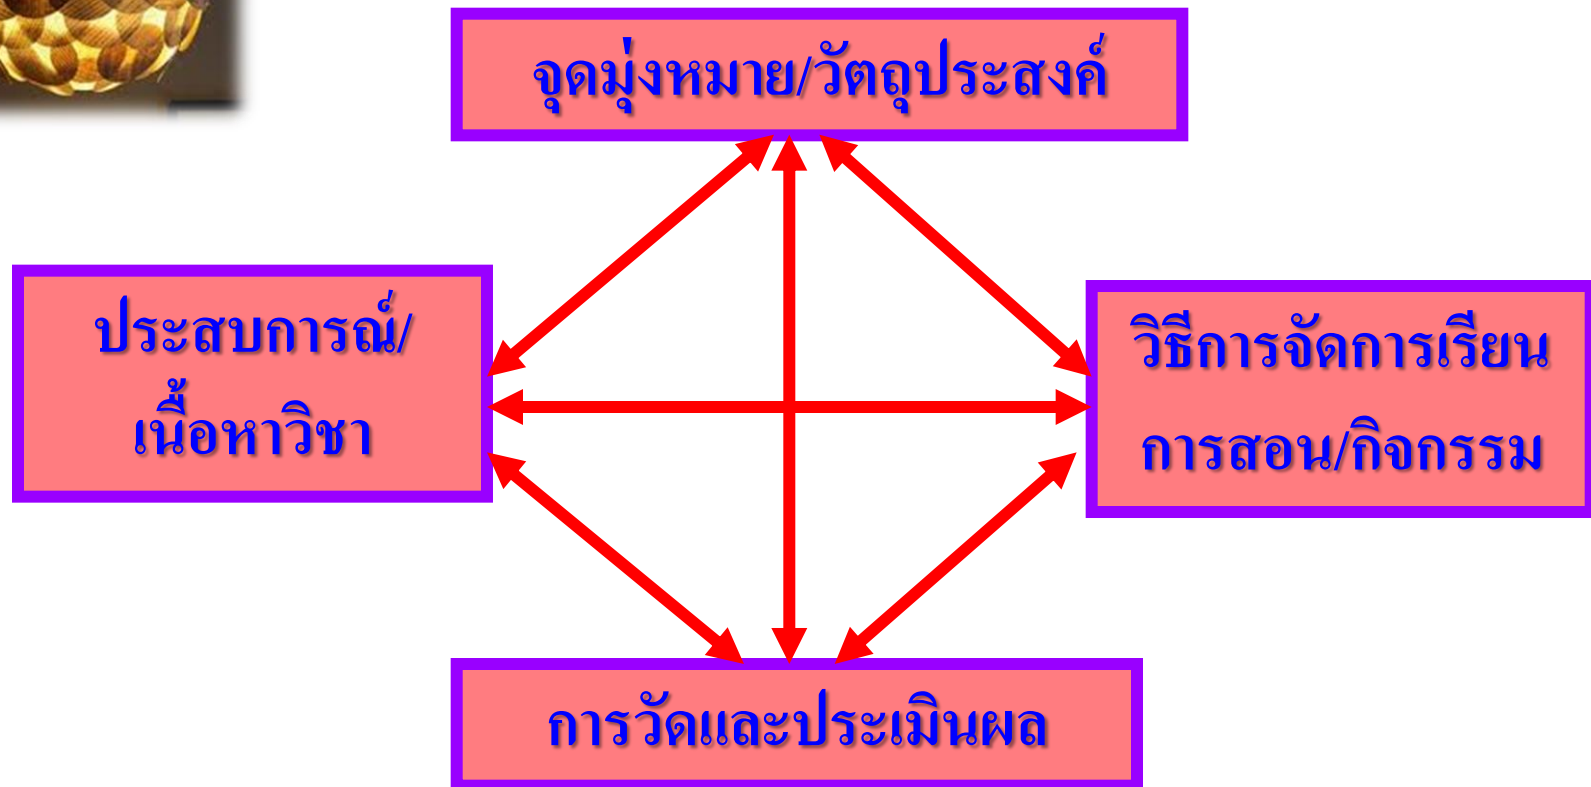 จุดมุ่งหมาย/วัตถุประสงค์
ประสบการณ์/
เนื้อหาวิชา
วิธีการจัดการเรียน
การสอน/กิจกรรม
การวัดและประเมินผล